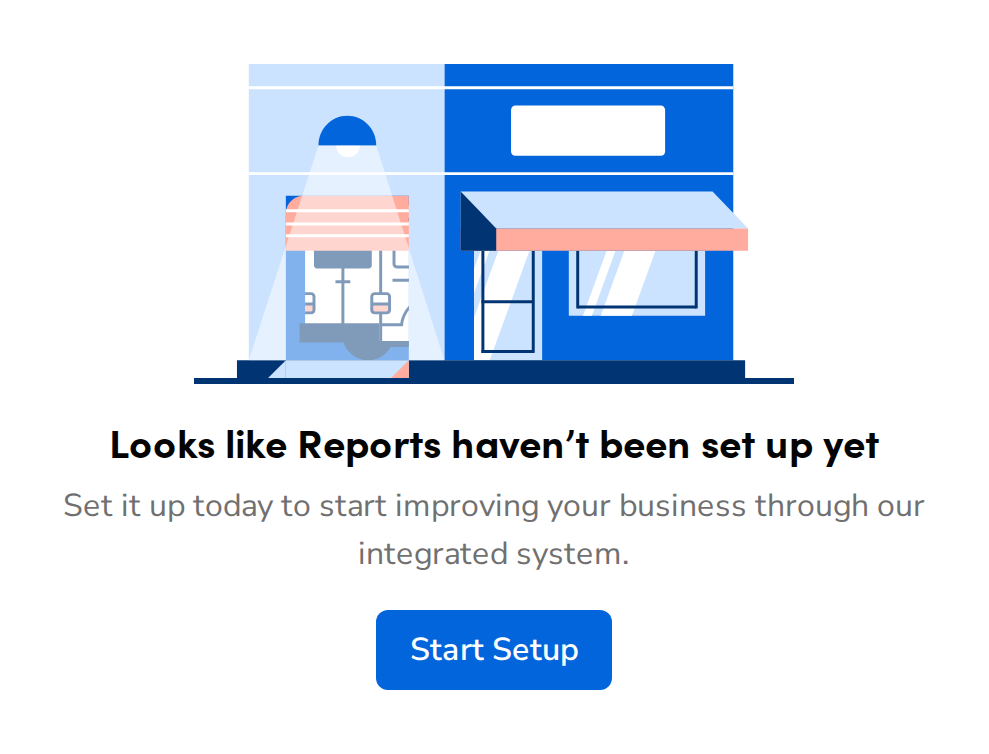 Looks like Reports haven’t been set up yet
Set it up today to start improving your business through our
integrated system.
Start Setup